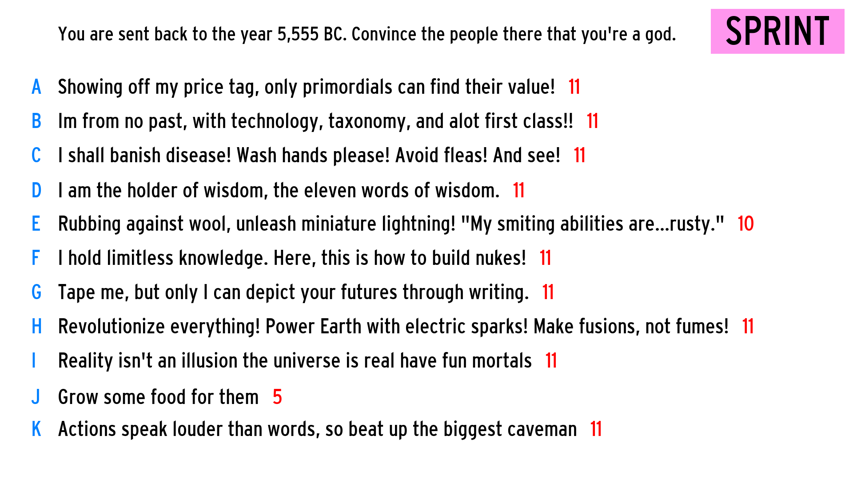 You are sent back to the year 5,555 BC. Convince the people there that you're a god.
SPRINT
A Showing off my price tag, only primordials can find their value! 11
B Im from no past, with technology, taxonomy, and alot first class!! 11
C I shall banish disease! Wash hands please! Avoid fleas! And see! 11
D I am the holder of wisdom, the eleven words of wisdom. 11
E Rubbing against wool, unleash miniature lightning! "My smiting abilities are...rusty." 10
F I hold limitless knowledge. Here, this is how to build nukes! 11
G Tape me, but only I can depict your futures through writing. 11
H Revolutionize everything! Power Earth with electric sparks! Make fusions, not fumes! 11
I Reality isn't an illusion the universe is real have fun mortals 11
J Grow some food for them 5
K Actions speak louder than words, so beat up the biggest caveman 11